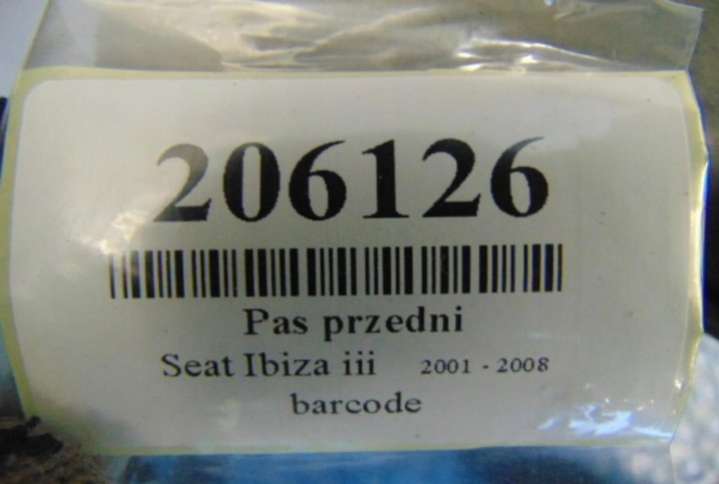 206126
Pas przedni
Seat Ibiza iii 2001 - 2008
barcode